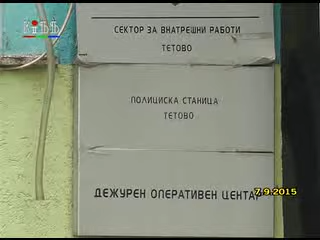 СЕКТОР ЗА ВНАТРЕШНИ РАБОТИ
ТЕТОВО
ПОЛИЦИСКА СТАНИЦА
ТЕТОВО
ДЕЖУРЕН ОПЕРАТИВЕН ЦЕНТАР
7.9.2015